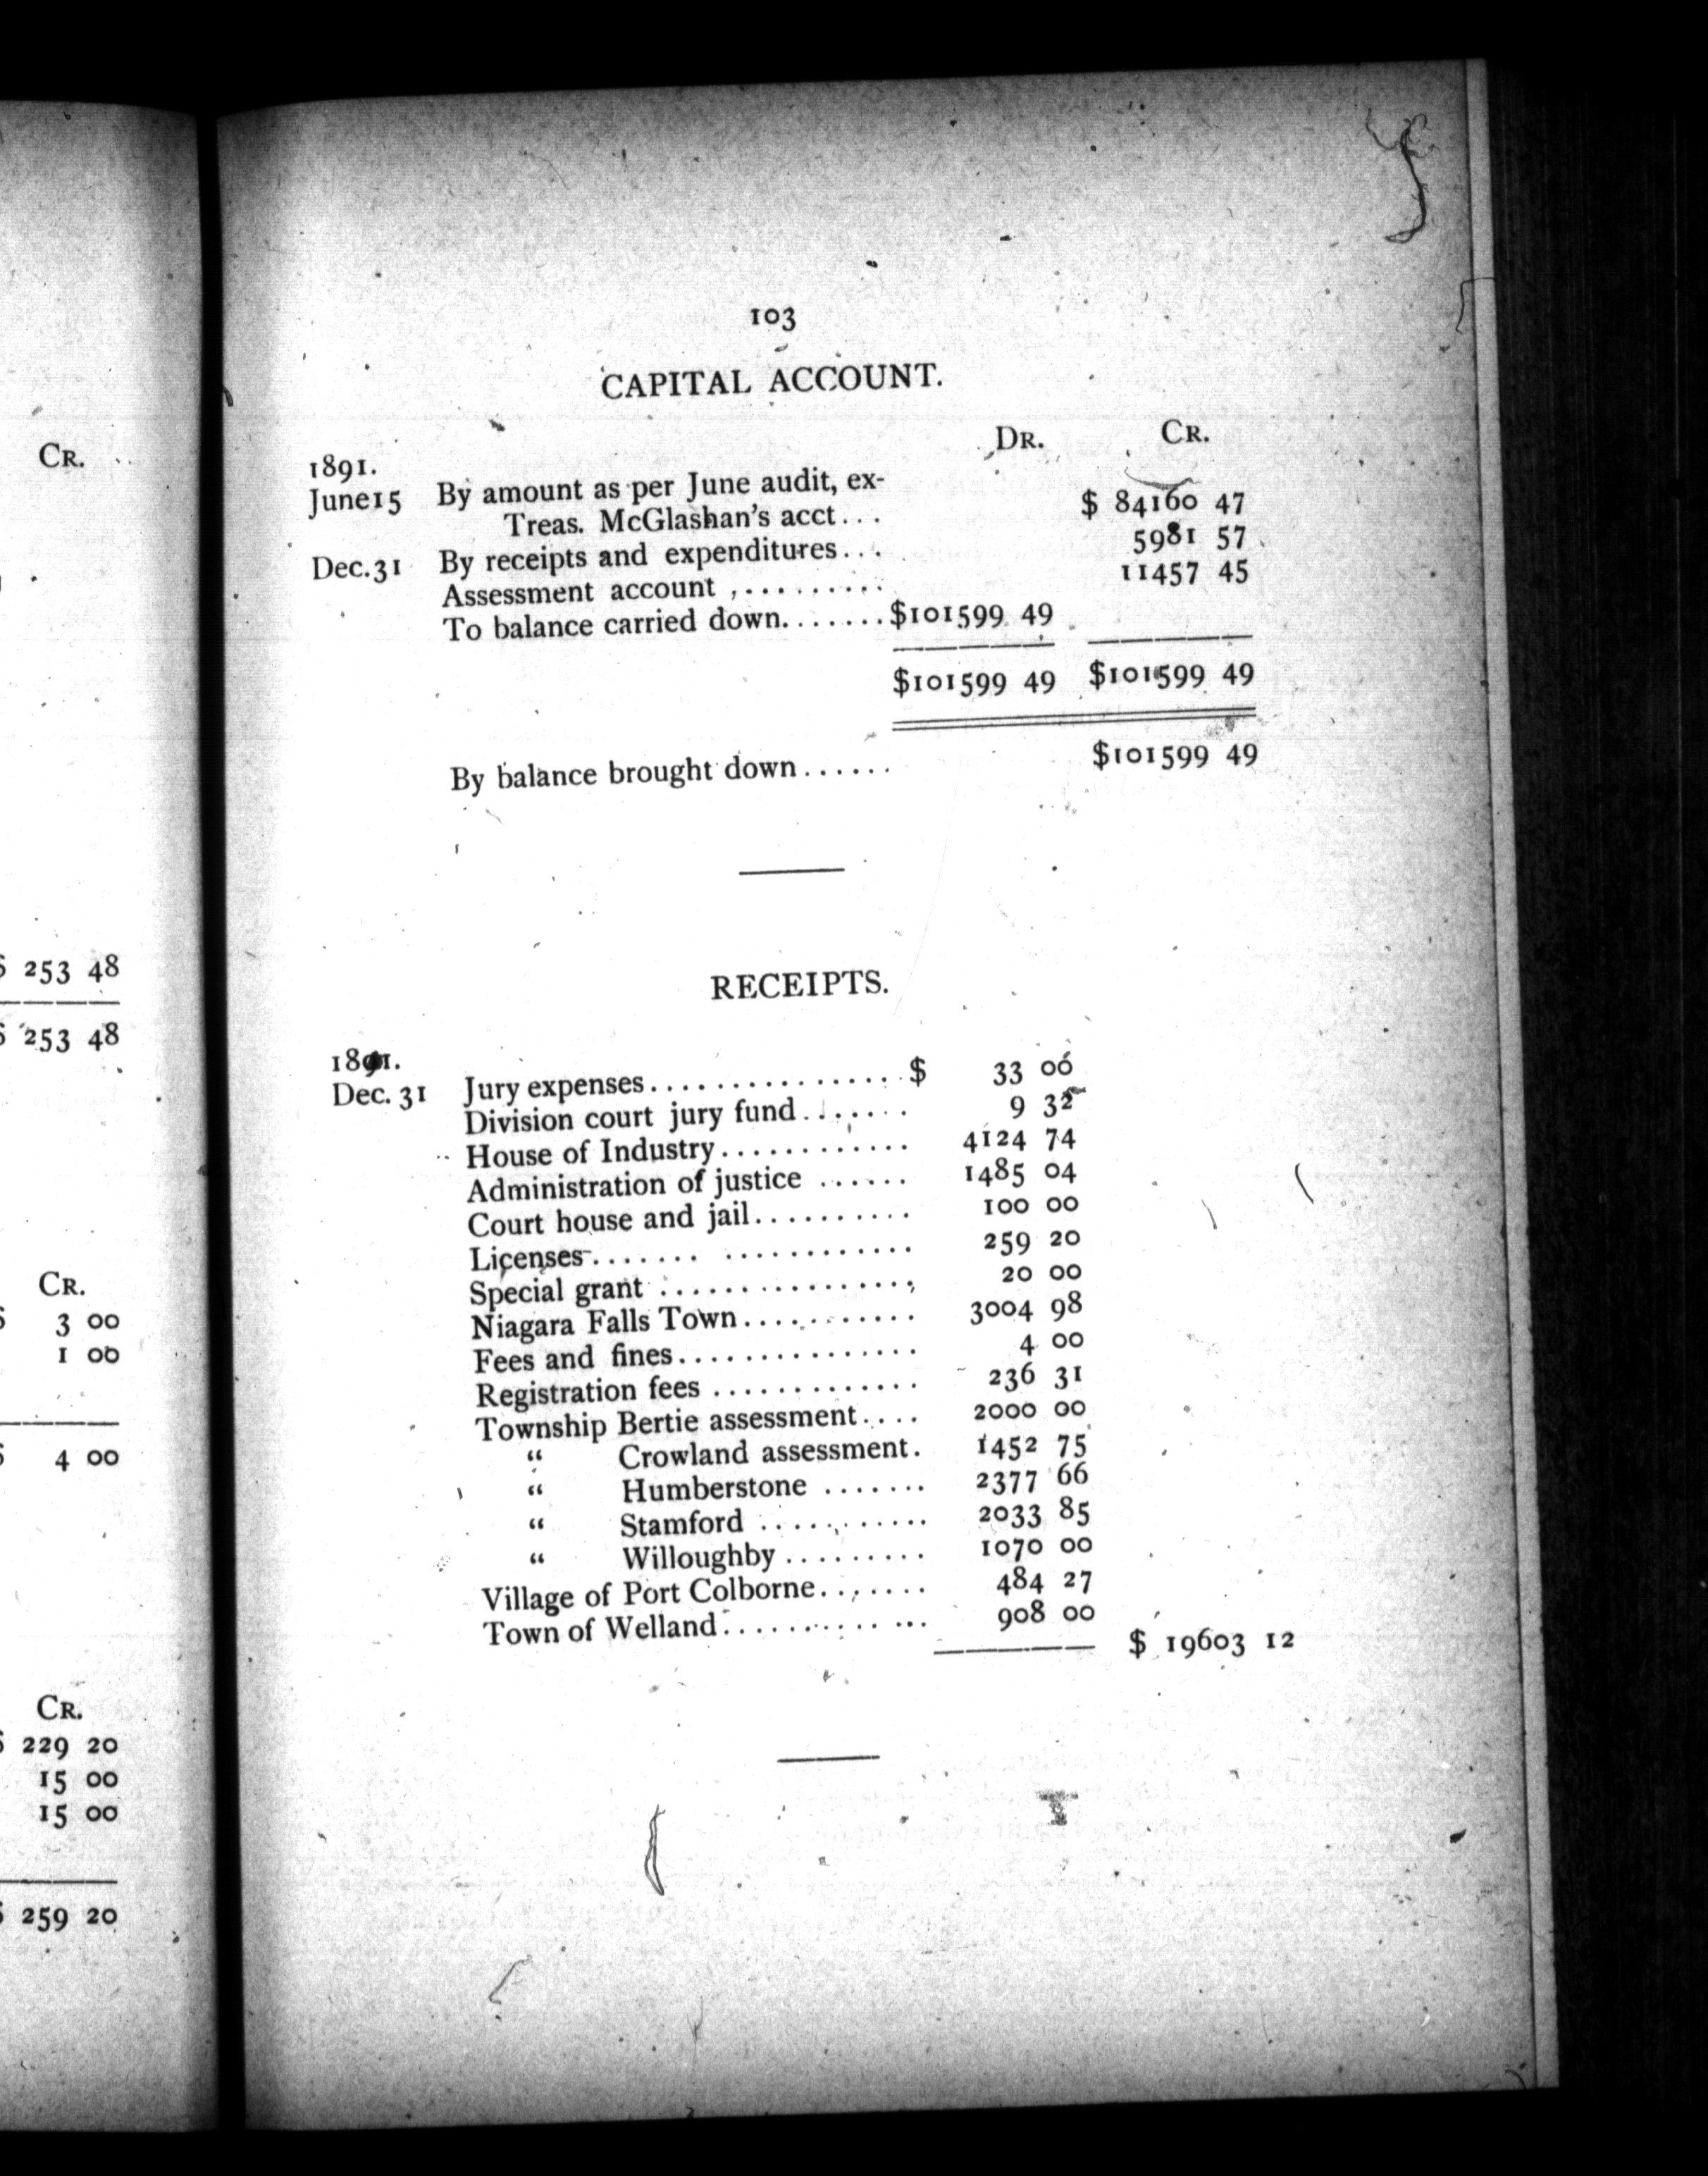 CR.
253 48
253 48
CR.
3 00
1 00
4 00
CR.
229 20
15 00
15 00
259 20
103
CAPITAL ACCOUNT.
DR. CR.
1891.
June 15 By amount as per June audit, ex-
Treas. McGlashan's acct... $ 84160 47
Dec. 31 By receipts and expenditures... 5981 57
Assessment account ,......... 11457 45
To balance carried down.......$101599 49
$101599 49 $101599 49
By balance brought down...... $101599 49
RECEIPTS.
1891.
Dec. 31 Jury expenses................ $ 33 00
Division court jury fund....... 9 32
House of Industry............ 4124 74
Administration of justice ...... 1485 04
Court house and jail.......... 100 00
Licenses....... ............ 259 20
Special grant ................ 20 00
Niagara Falls Town........... 3004 98
Fees and fines............... 4 00
Registration fees ............. 236 31
Township Bertie assessment.... 2000 00
“ Crowland assessment. 1452 75
“ Humberstone ....... 2377 66
“ Stamford ........... 2033 85
“ Willoughby ......... 1070 00
Village of Port Colborne....... 484 27
Town of Welland............ ... 908 00
$ 19603 12